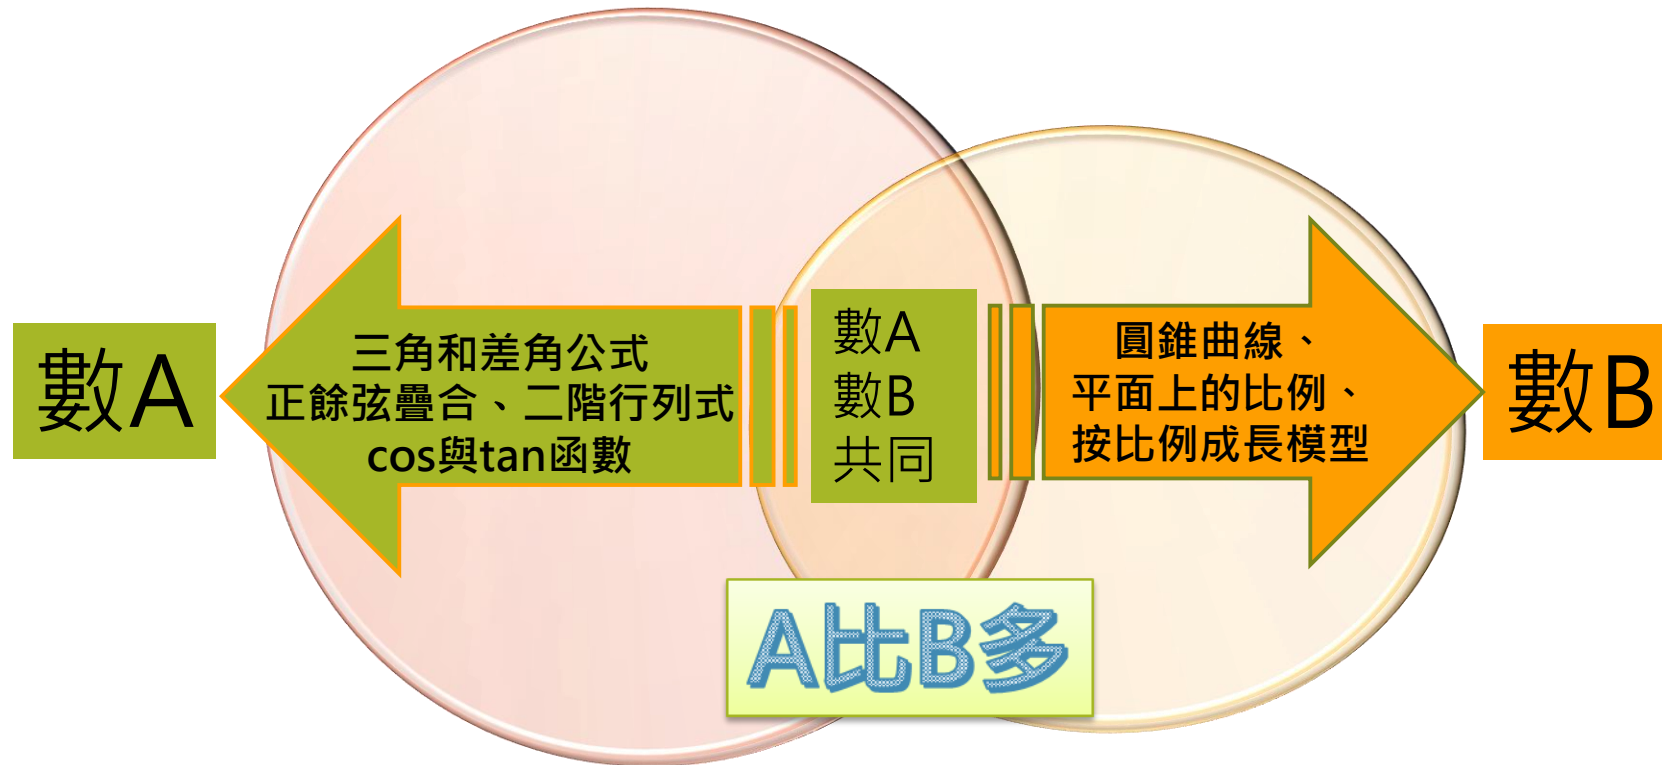 數A
三角和差角公式
正餘弦疊合、二階行列式
cos與tan函數
數A
數B
共同
圓錐曲線、
平面上的比例、
按比例成長模型
數B
A比B多